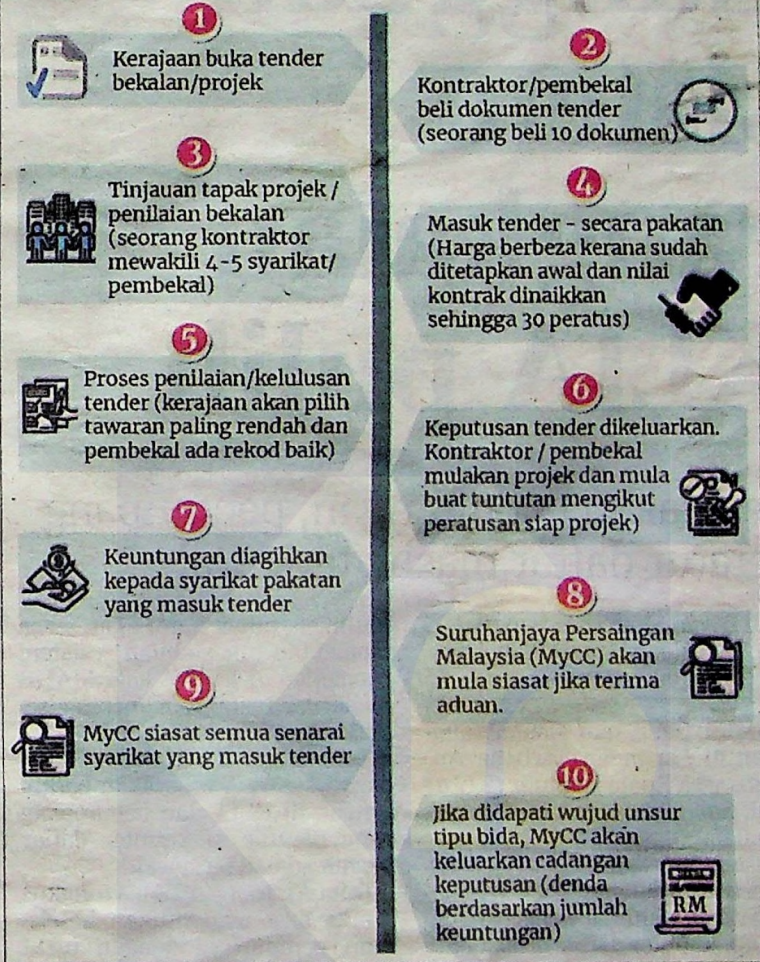 1
Kerajaan buka tender
bekalan/projek
2
Kontraktor/pembekal
beli dokumen tender
(seorang beli 10 dokumen)
3
Tinjauan tapak projek /
penilaian bekalan
(seorang kontraktor
mewakili 4-5 syarikat/
pembekal)
4
Masuk tender - secara pakatan
(Harga berbeza kerana sudah
ditetapkan awal dan nilai
kontrak dinaikkan
sehingga 30 peratus)
5
Proses penilaian/kelulusan
tender (kerajaan akan pilih
tawaran paling rendah dan
pembekal ada rekod baik)
6
Keputusan tender dikeluarkan.
Kontraktor / pembekal
mulakan projek dan mula
buat tuntutan mengikut
peratusan siap projek)
7
Keuntungan diagihkan
kepada syarikat pakatan
yang masuk tender
8
Suruhanjaya Persaingan
Malaysia (MyCC) akan
mula siasat jika terima
aduan.
9
MyCC siasat semua senarai
syarikat yang masuk tender
10
Jika didapati wujud unsur
tipu bida, MyCC akan
keluarkan cadangan
keputusan (denda
berdasarkan jumlah
keuntungan)
RM